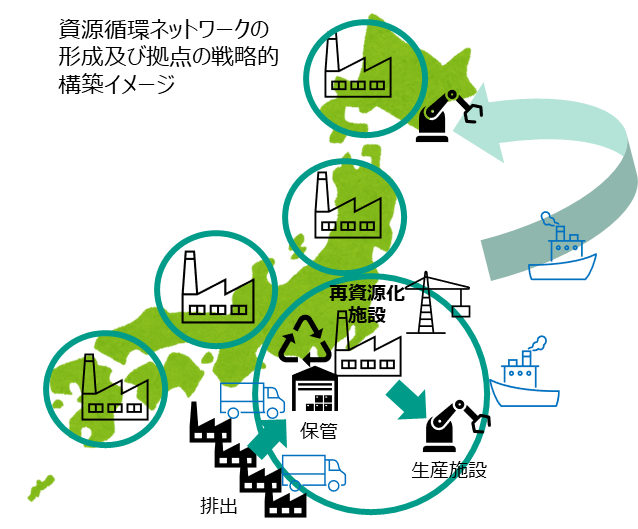 資源循環ネットワークの
形成及び拠点の戦略的
構築イメージ
再資源化
施設
保管
生産施設
排出